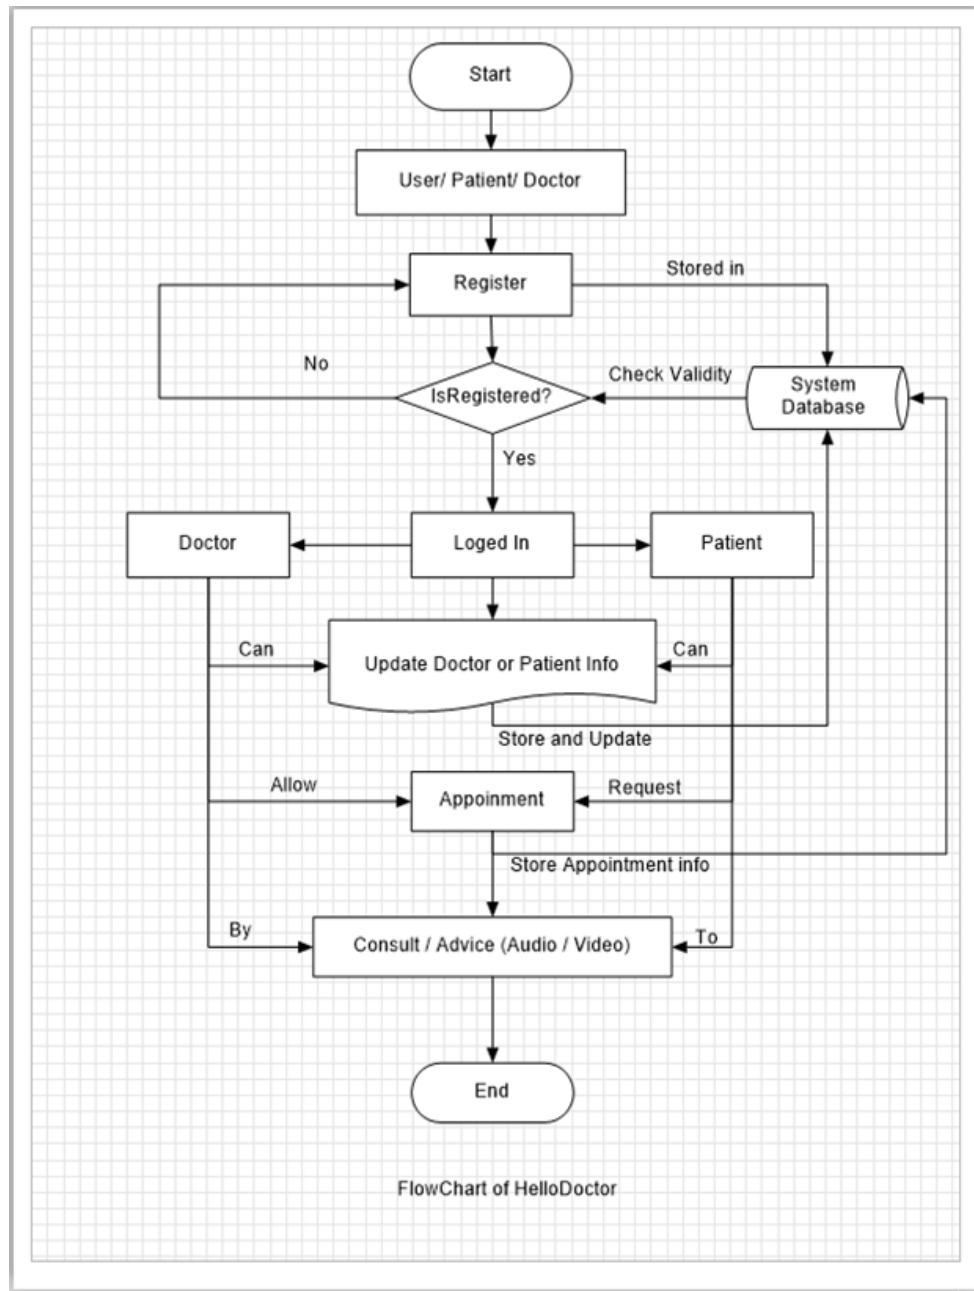 Start
User/ Patient/ Doctor
Register
Stored in
No
IsRegistered?
Check Validity
System
Database
Yes
Doctor
Loged In
Patient
Can
Update Doctor or Patient Info
Can
Store and Update
Allow
Appoinment
Request
Store Appointment info
By
Consult / Advice (Audio / Video)
To
End
FlowChart of HelloDoctor